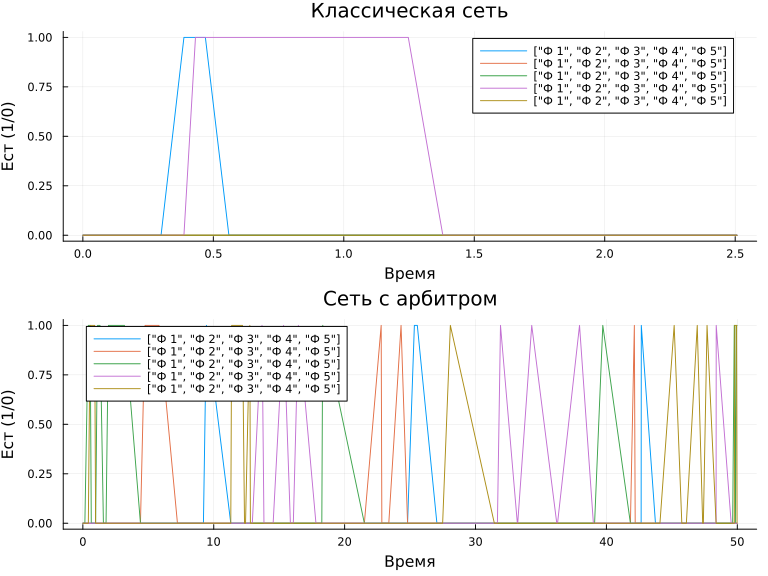 Классическая сеть
1.00
0.75
0.50
0.25
0.00
Ест (1/0)
["Ф 1", "Ф 2", "Ф 3", "Ф 4", "Ф 5"]
["Ф 1", "Ф 2", "Ф 3", "Ф 4", "Ф 5"]
["Ф 1", "Ф 2", "Ф 3", "Ф 4", "Ф 5"]
["Ф 1", "Ф 2", "Ф 3", "Ф 4", "Ф 5"]
["Ф 1", "Ф 2", "Ф 3", "Ф 4", "Ф 5"]
0.0 0.5 1.0 1.5 2.0 2.5
Время
Сеть с арбитром
1.00
0.75
0.50
0.25
0.00
Ест (1/0)
["Ф 1", "Ф 2", "Ф 3", "Ф 4", "Ф 5"]
["Ф 1", "Ф 2", "Ф 3", "Ф 4", "Ф 5"]
["Ф 1", "Ф 2", "Ф 3", "Ф 4", "Ф 5"]
["Ф 1", "Ф 2", "Ф 3", "Ф 4", "Ф 5"]
["Ф 1", "Ф 2", "Ф 3", "Ф 4", "Ф 5"]
0 10 20 30 40 50
Время